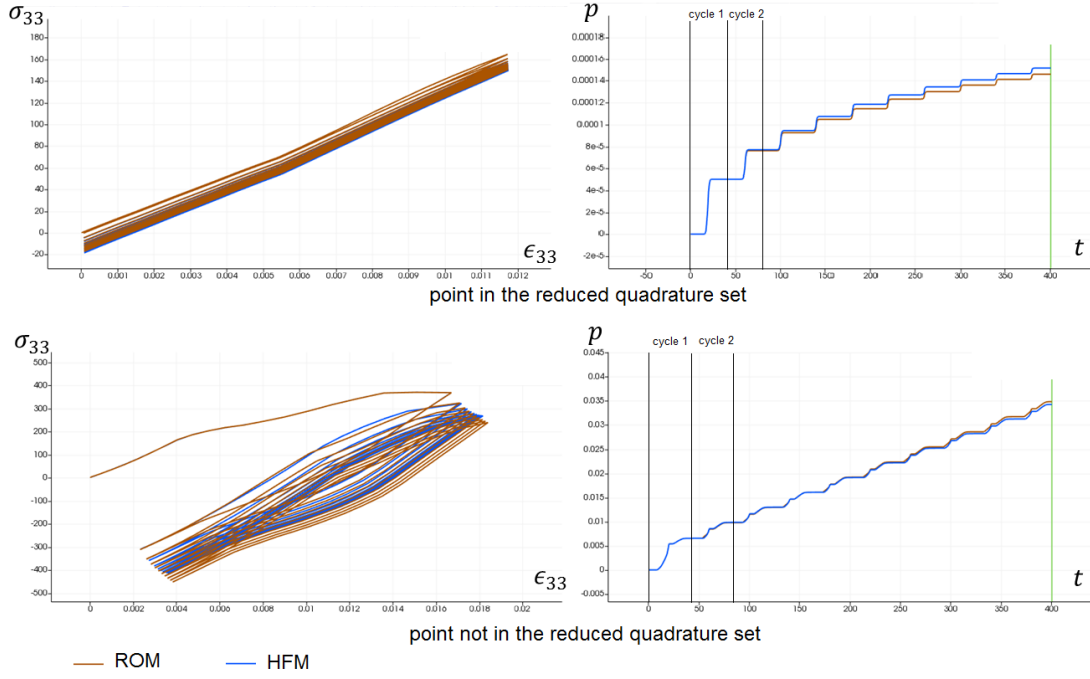 σ33
180
160
140
120
100
80
60
40
20
0
-20
0 0.001 0.002 0.003 0.004 0.005 0.006 0.007 0.008 0.009 0.01 0.011 0.012
ϵ33
p
cycle 1 cycle 2
0.00018
0.00016
0.00014
0.00012
0.0001
8e-5
6e-5
4e-5
2e-5
0
-2e-5
-50 0 50 100 150 200 250 300 350 400
t
point in the reduced quadrature set
σ33
500
400
300
200
100
0
-100
-200
-300
-400
-500
0 0.002 0.004 0.006 0.008 0.01 0.012 0.014 0.016 0.018 0.02
ϵ33
p
cycle 1 cycle 2
0.045
0.04
0.035
0.03
0.025
0.02
0.015
0.01
0.005
0
-0.005
0 50 100 150 200 250 300 350 400
t
point not in the reduced quadrature set
ROM HFM